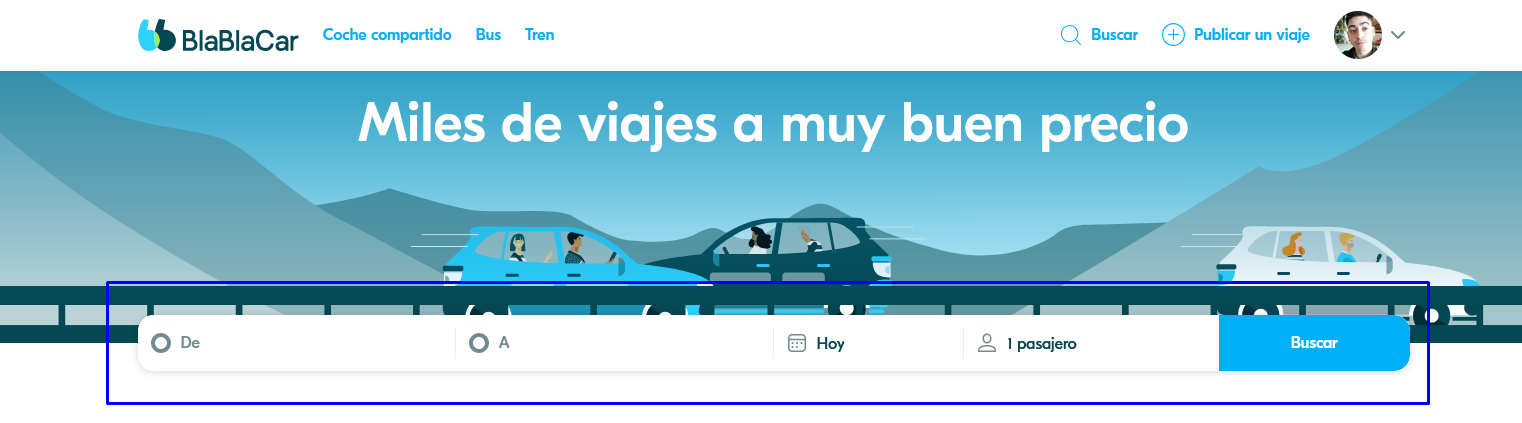 BlaBlaCar Coche compartido Bus Tren Buscar Publicar un viaje
Miles de viajes a muy buen precio
De A Hoy 1 pasajero Buscar